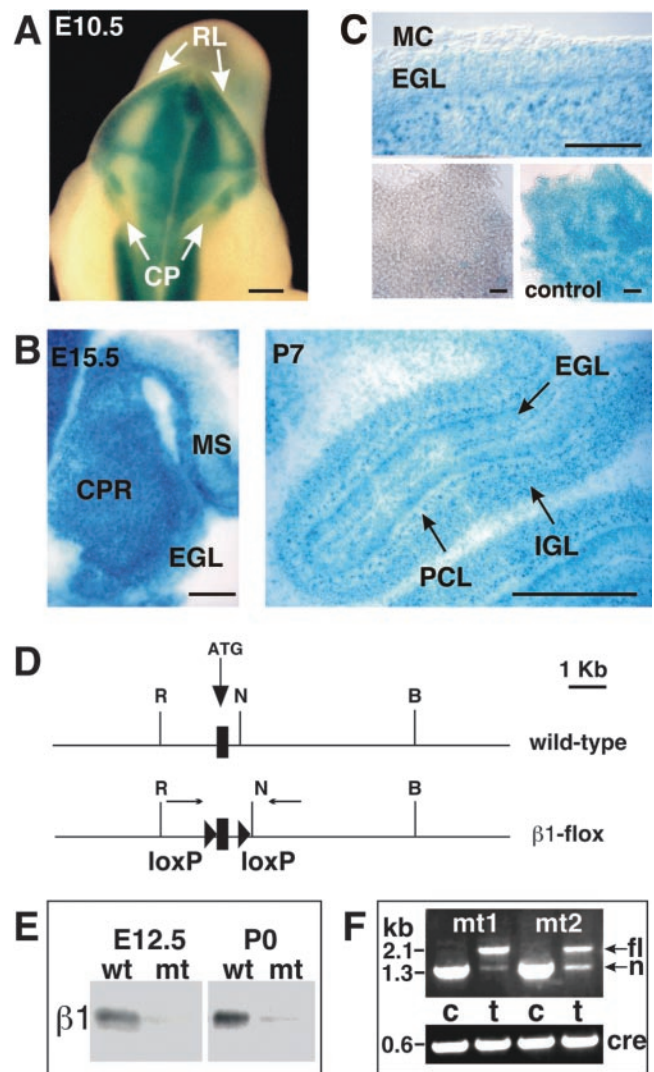 A
E10.5
RL
CP
C
MC
EGL
control
B
E15.5
CPR
MS
EGL
P7
EGL
PCL
IGL
D
ATG
1 Kb
R
N
B
wild-type
R
N
B
loxP
loxP
β1-flox
E
E12.5
P0
wt mt wt mt
β1
F
kb
mt1
mt2
2.1
fl
1.3
n
c t c t
0.6
cre